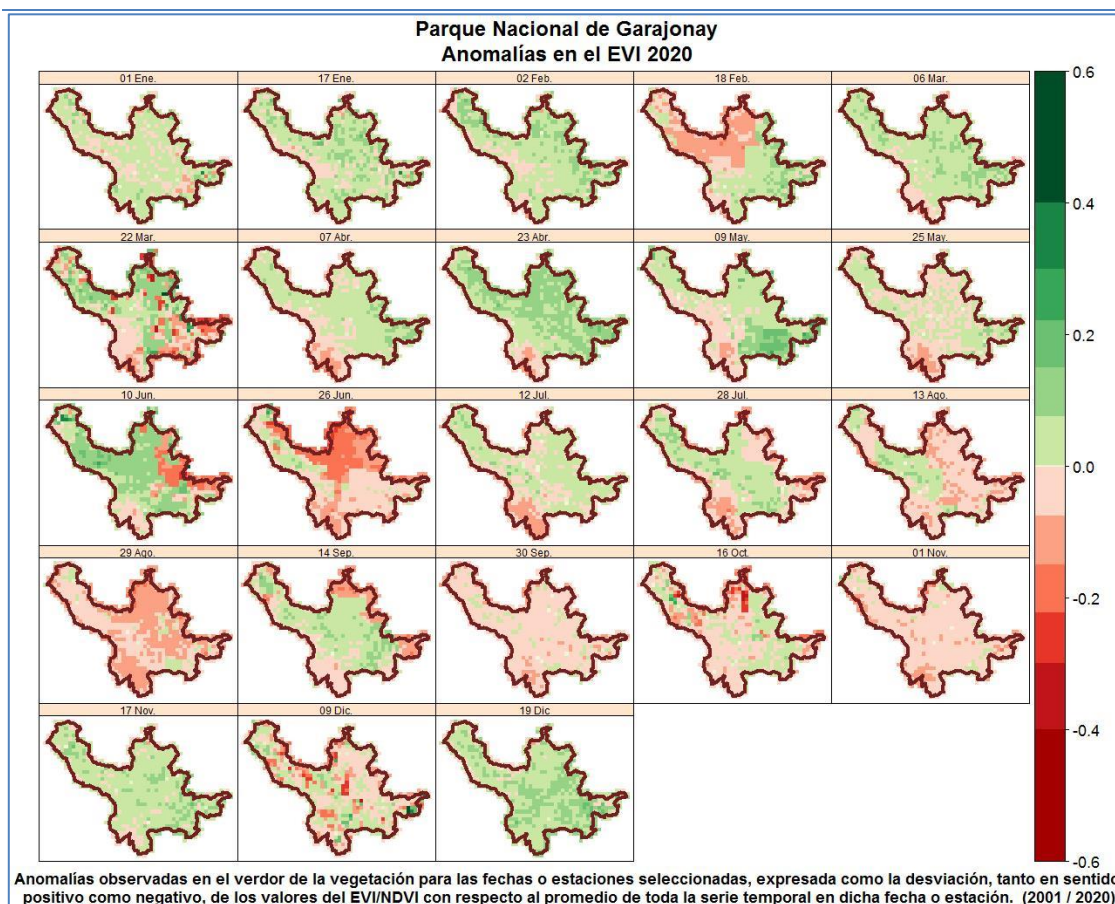 Parque Nacional de Garajonay
Anomalías en el EVI 2020
01 Ene.
17 Ene.
02 Feb.
18 Feb.
06 Mar.
22 Mar.
07 Abr.
23 Abr.
09 May.
25 May.
10 Jun.
26 Jun.
12 Jul.
28 Jul.
13 Ago.
29 Ago.
14 Sep.
30 Sep.
16 Oct.
01 Nov.
17 Nov.
09 Dic.
19 Dic
0.6
0.4
0.2
0.0
-0.2
-0.4
-0.6
Anomalías observadas en el verdor de la vegetación para las fechas o estaciones seleccionadas, expresada como la desviación, tanto en sentido
positivo como negativo, de los valores del EVI/NDVI con respecto al promedio de toda la serie temporal en dicha fecha o estación. (2001 / 2020)